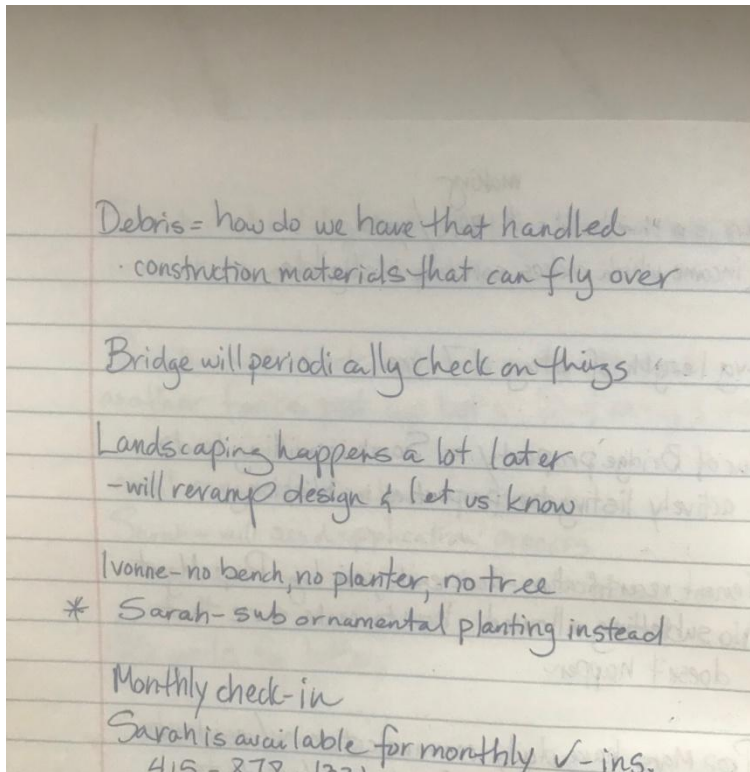 Debris = how do we have that handled
· construction materials that can fly over
Bridge will periodically check on things
Landscaping happens a lot later
- will revamp design & let us know
Ivonne - no bench, no planter, no tree
* Sarah - sub ornamental planting instead
Monthly check-in
Sarah is available for monthly ✓-ins.
415 - 878